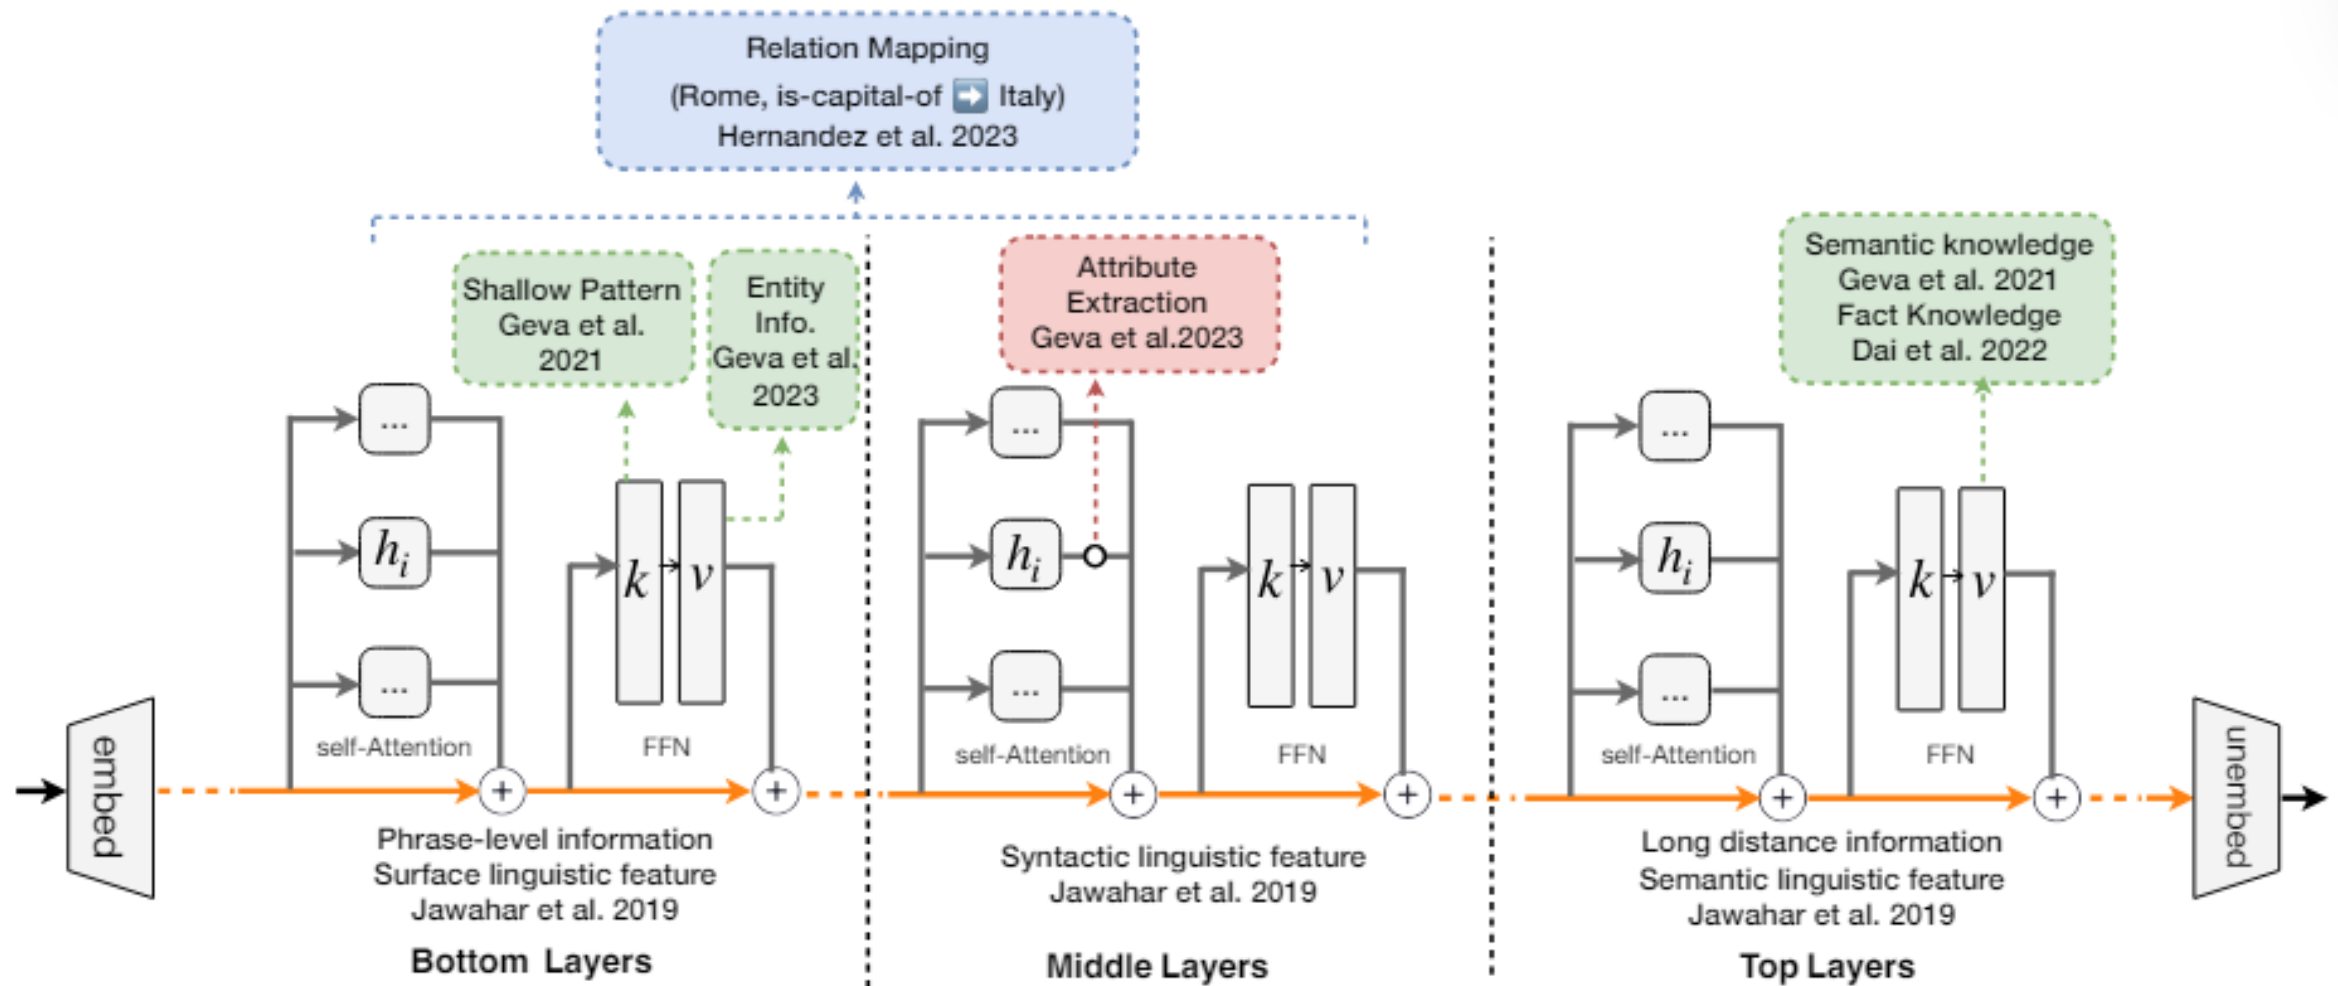 Relation Mapping
(Rome, is-capital-of ➡ Italy)
Hernandez et al. 2023
Shallow Pattern
Geva et al.
2021
Entity
Info.
Geva et al.
2023
Attribute
Extraction
Geva et al.2023
Semantic knowledge
Geva et al. 2021
Fact Knowledge
Dai et al. 2022
...
h_i
...
k → v
self-Attention
FFN
...
h_i
...
k → v
self-Attention
FFN
...
h_i
...
k → v
self-Attention
FFN
embed
+
+
+
+
+
+
unembed
Phrase-level information
Surface linguistic feature
Jawahar et al. 2019
Bottom Layers
Syntactic linguistic feature
Jawahar et al. 2019
Middle Layers
Long distance information
Semantic linguistic feature
Jawahar et al. 2019
Top Layers